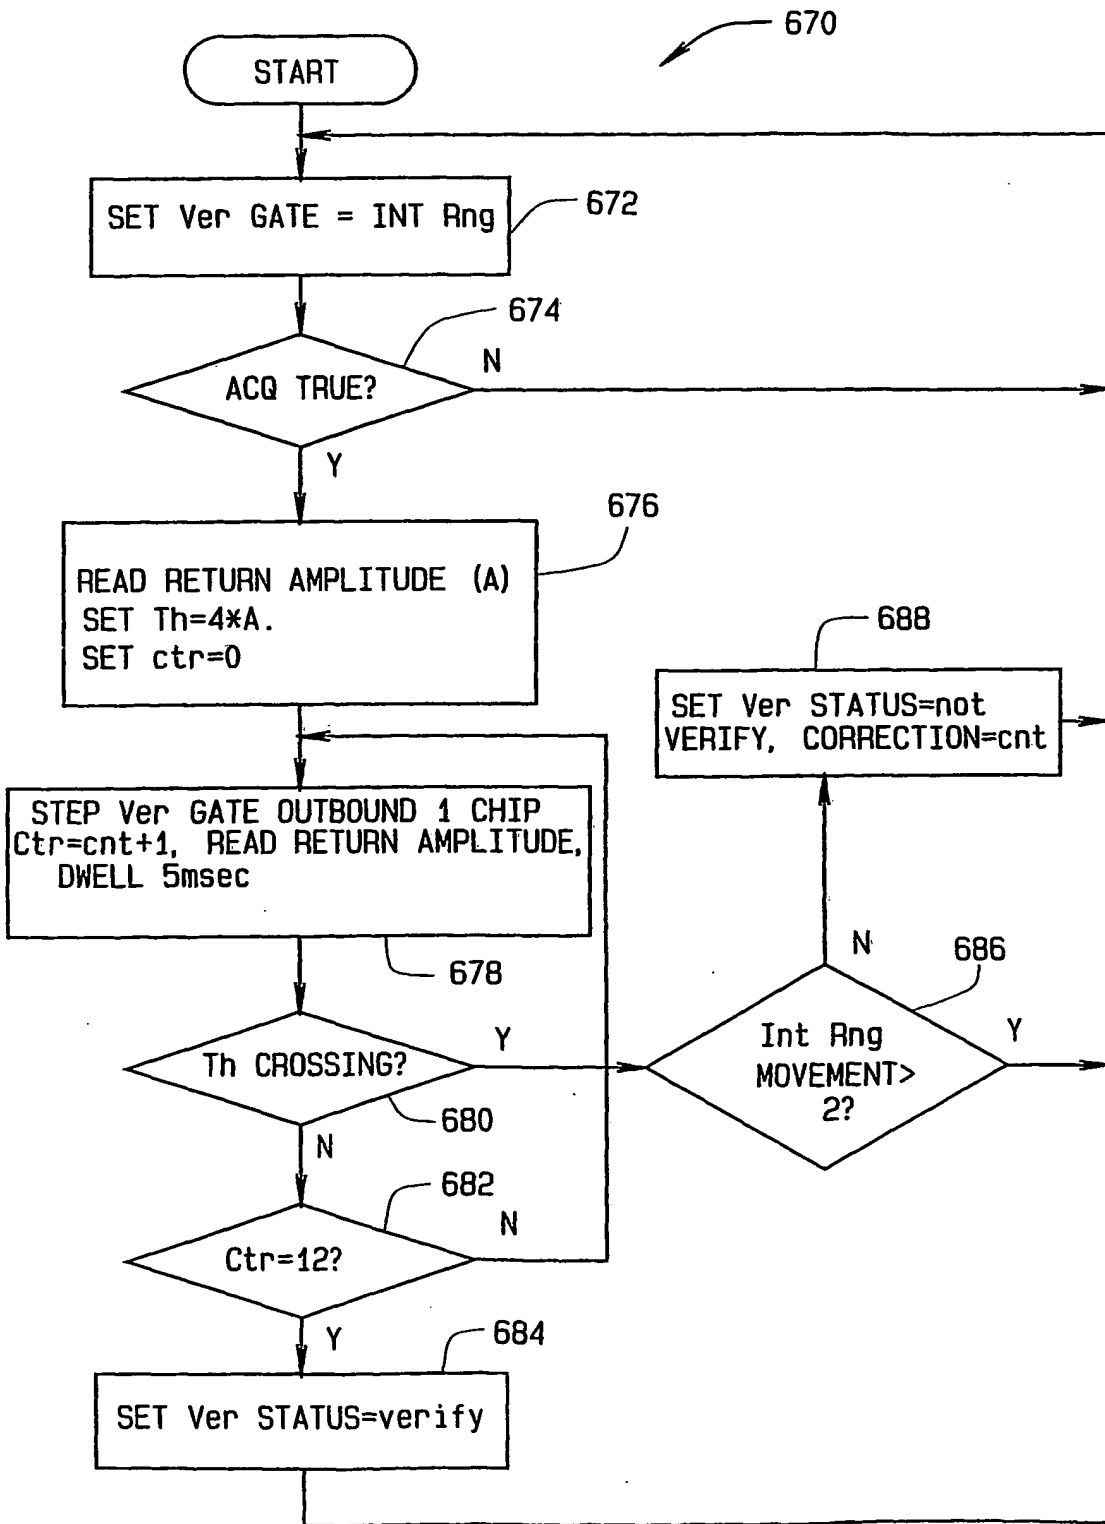 670
START
SET Ver GATE = INT Rng
672
674
ACQ TRUE?
N
Y
676
READ RETURN AMPLITUDE (A)
SET Th=4*A.
SET ctr=0
688
SET Ver STATUS=not
VERIFY, CORRECTION=cnt
STEP Ver GATE OUTBOUND 1 CHIP
Ctr=cnt+1, READ RETURN AMPLITUDE,
DWELL 5msec
678
N
686
Th CROSSING?
Y
Int Rng
MOVEMENT>
2?
Y
680
N
682
Ctr=12?
N
Y
684
SET Ver STATUS=verify